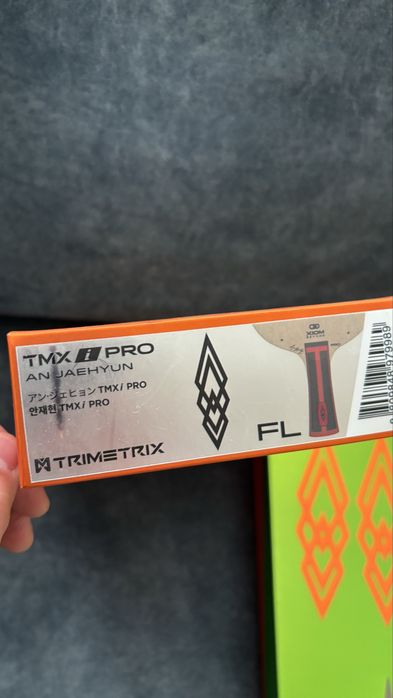 TMX i PRO
AN JAEHYUN
アン・ジェヒョン TMX i PRO
안재현 TMX i PRO
TRIMETRIX
FL
XIOM